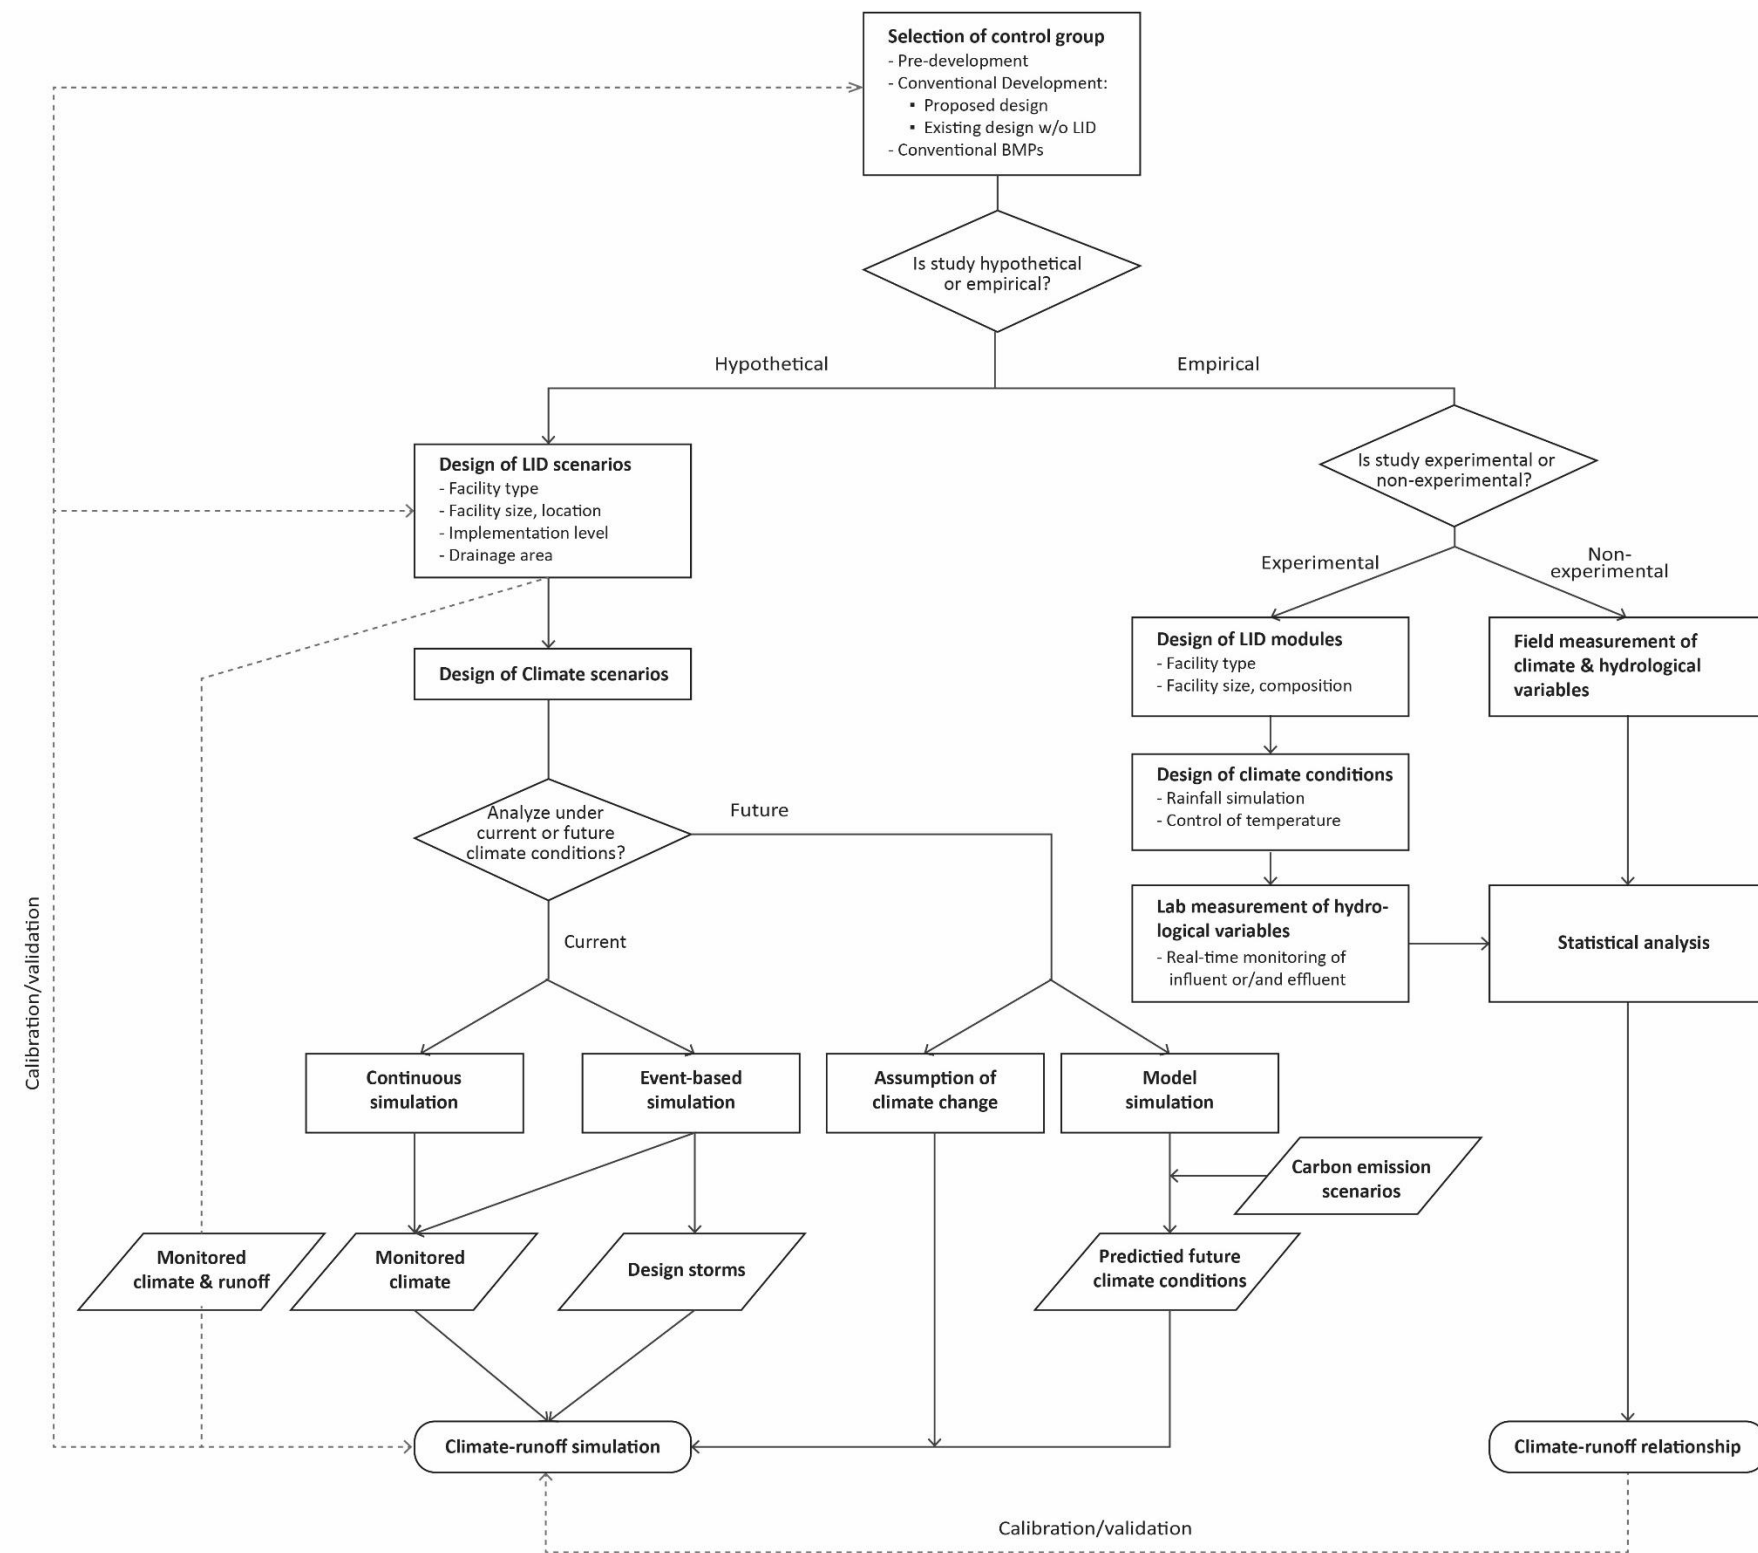 Selection of control group
- Pre-development
- Conventional Development:
▪ Proposed design
▪ Existing design w/o LID
- Conventional BMPs
Is study hypothetical
or empirical?
Hypothetical
Empirical
Design of LID scenarios
- Facility type
- Facility size, location
- Implementation level
- Drainage area
Is study experimental or
non-experimental?
Experimental
Non-
experimental
Design of Climate scenarios
Design of LID modules
- Facility type
- Facility size, composition
Field measurement of
climate & hydrological
variables
Analyze under
current or future
climate conditions?
Future
Current
Design of climate conditions
- Rainfall simulation
- Control of temperature
Lab measurement of hydro-
logical variables
- Real-time monitoring of
influent or/and effluent
Statistical analysis
Calibration/validation
Continuous
simulation
Event-based
simulation
Assumption of
climate change
Model
simulation
Carbon emission
scenarios
Monitored
climate & runoff
Monitored
climate
Design storms
Predictied future
climate conditions
Climate-runoff simulation
Climate-runoff relationship
Calibration/validation